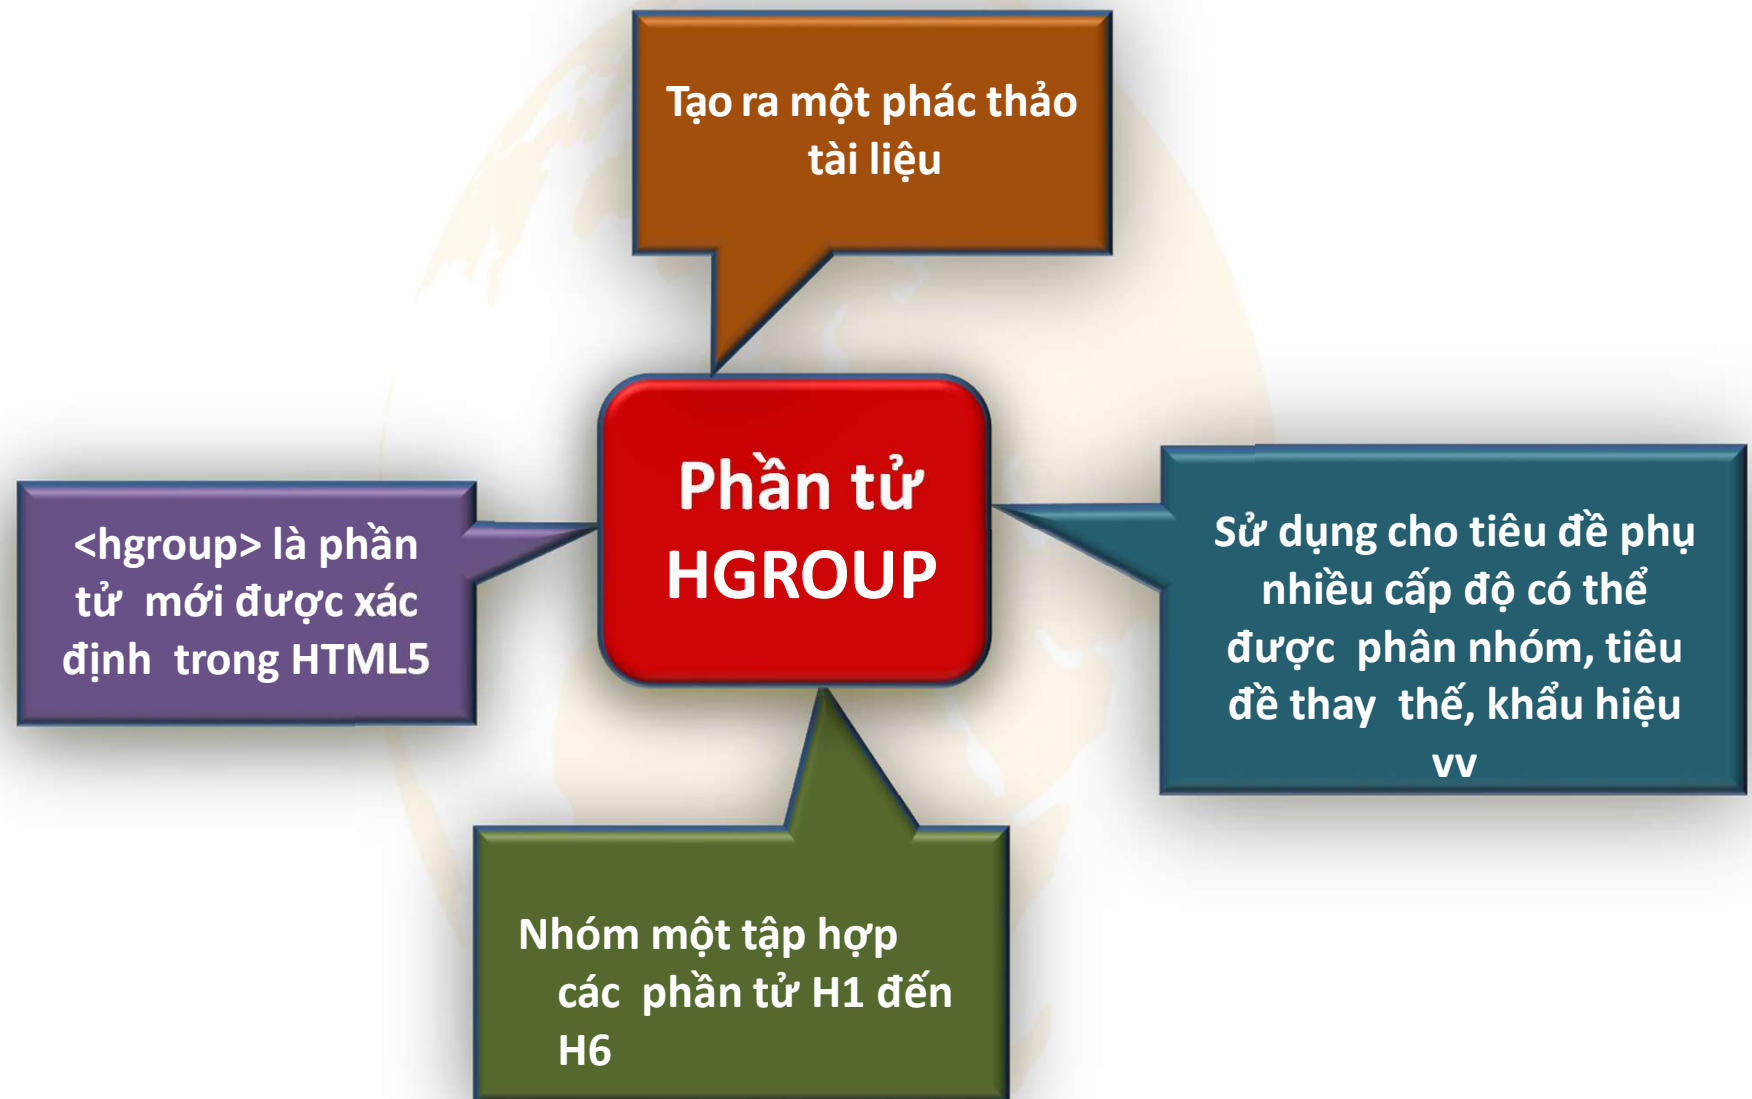 Tạo ra một phác thảo
tài liệu
Phần tử
HGROUP
<hgroup> là phần
tử mới được xác
định trong HTML5
Sử dụng cho tiêu đề phụ
nhiều cấp độ có thể
được phân nhóm, tiêu
đề thay thế, khẩu hiệu
vv
Nhóm một tập hợp
các phần tử H1 đến
H6